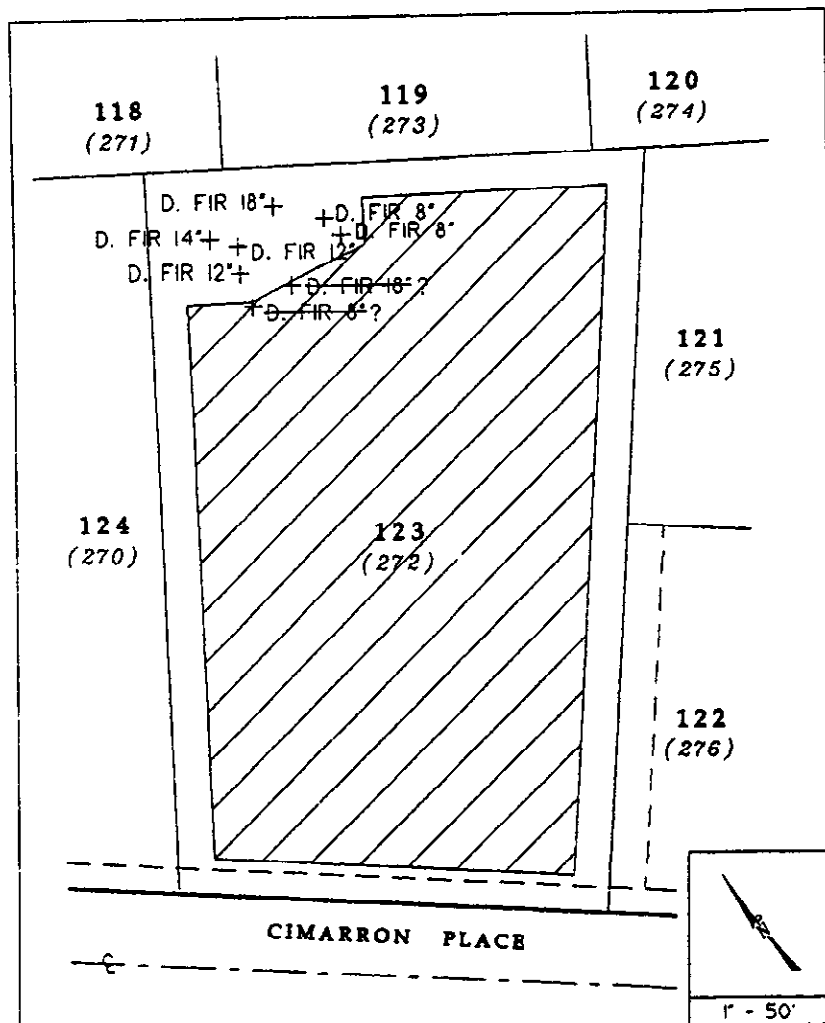 118
(271)
119
(273)
120
(274)
D. FIR 18"
D. FIR 8"
D. FIR 8"
D. FIR 14"
D. FIR 12"
D. FIR 12"
D. FIR 18"?
D. FIR 8"?
121
(275)
124
(270)
123
(272)
122
(276)
CIMARRON PLACE
℄
N
1" - 50'